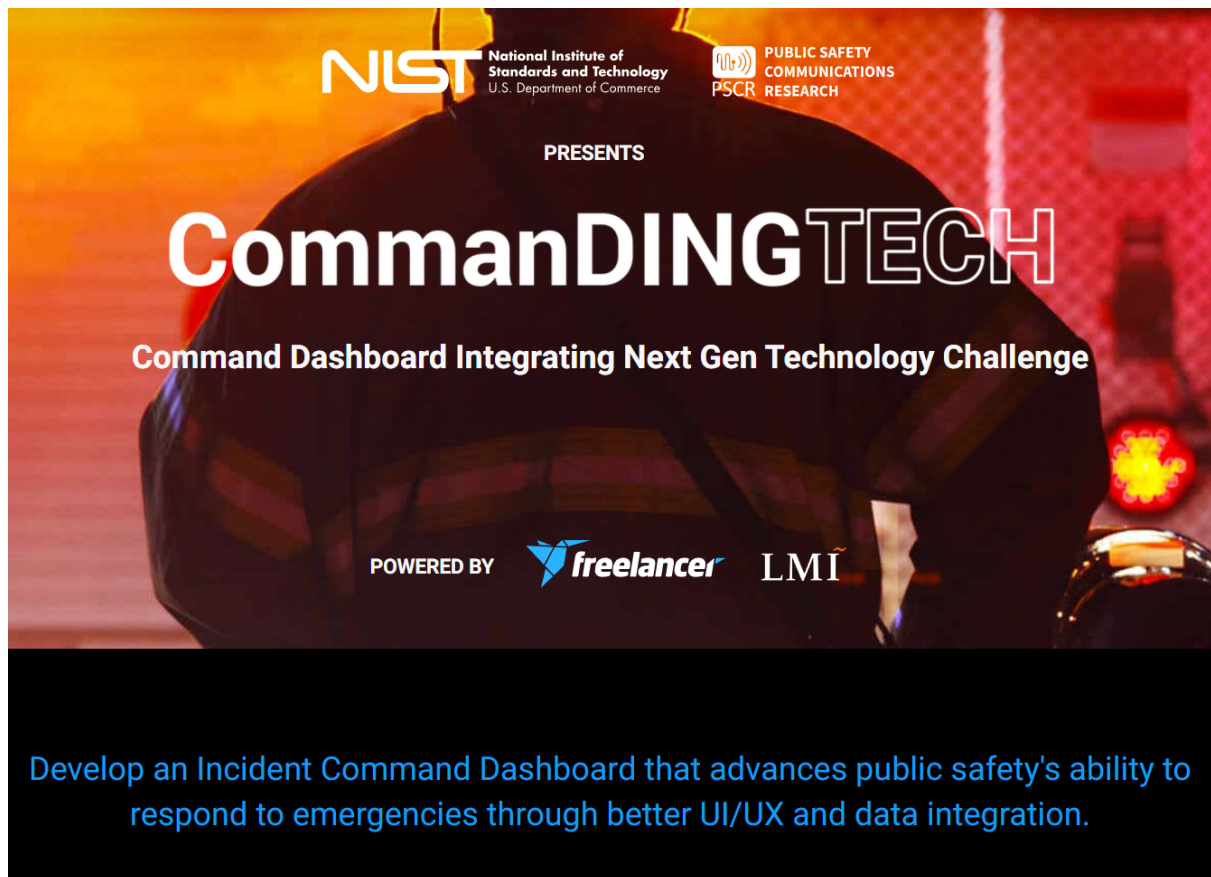 NIST
National Institute of
Standards and Technology
U.S. Department of Commerce
PSCR
PUBLIC SAFETY
COMMUNICATIONS
RESEARCH
PRESENTS
CommanDINGTECH
Command Dashboard Integrating Next Gen Technology Challenge
POWERED BY
freelancer
LMI
Develop an Incident Command Dashboard that advances public safety's ability to
respond to emergencies through better UI/UX and data integration.